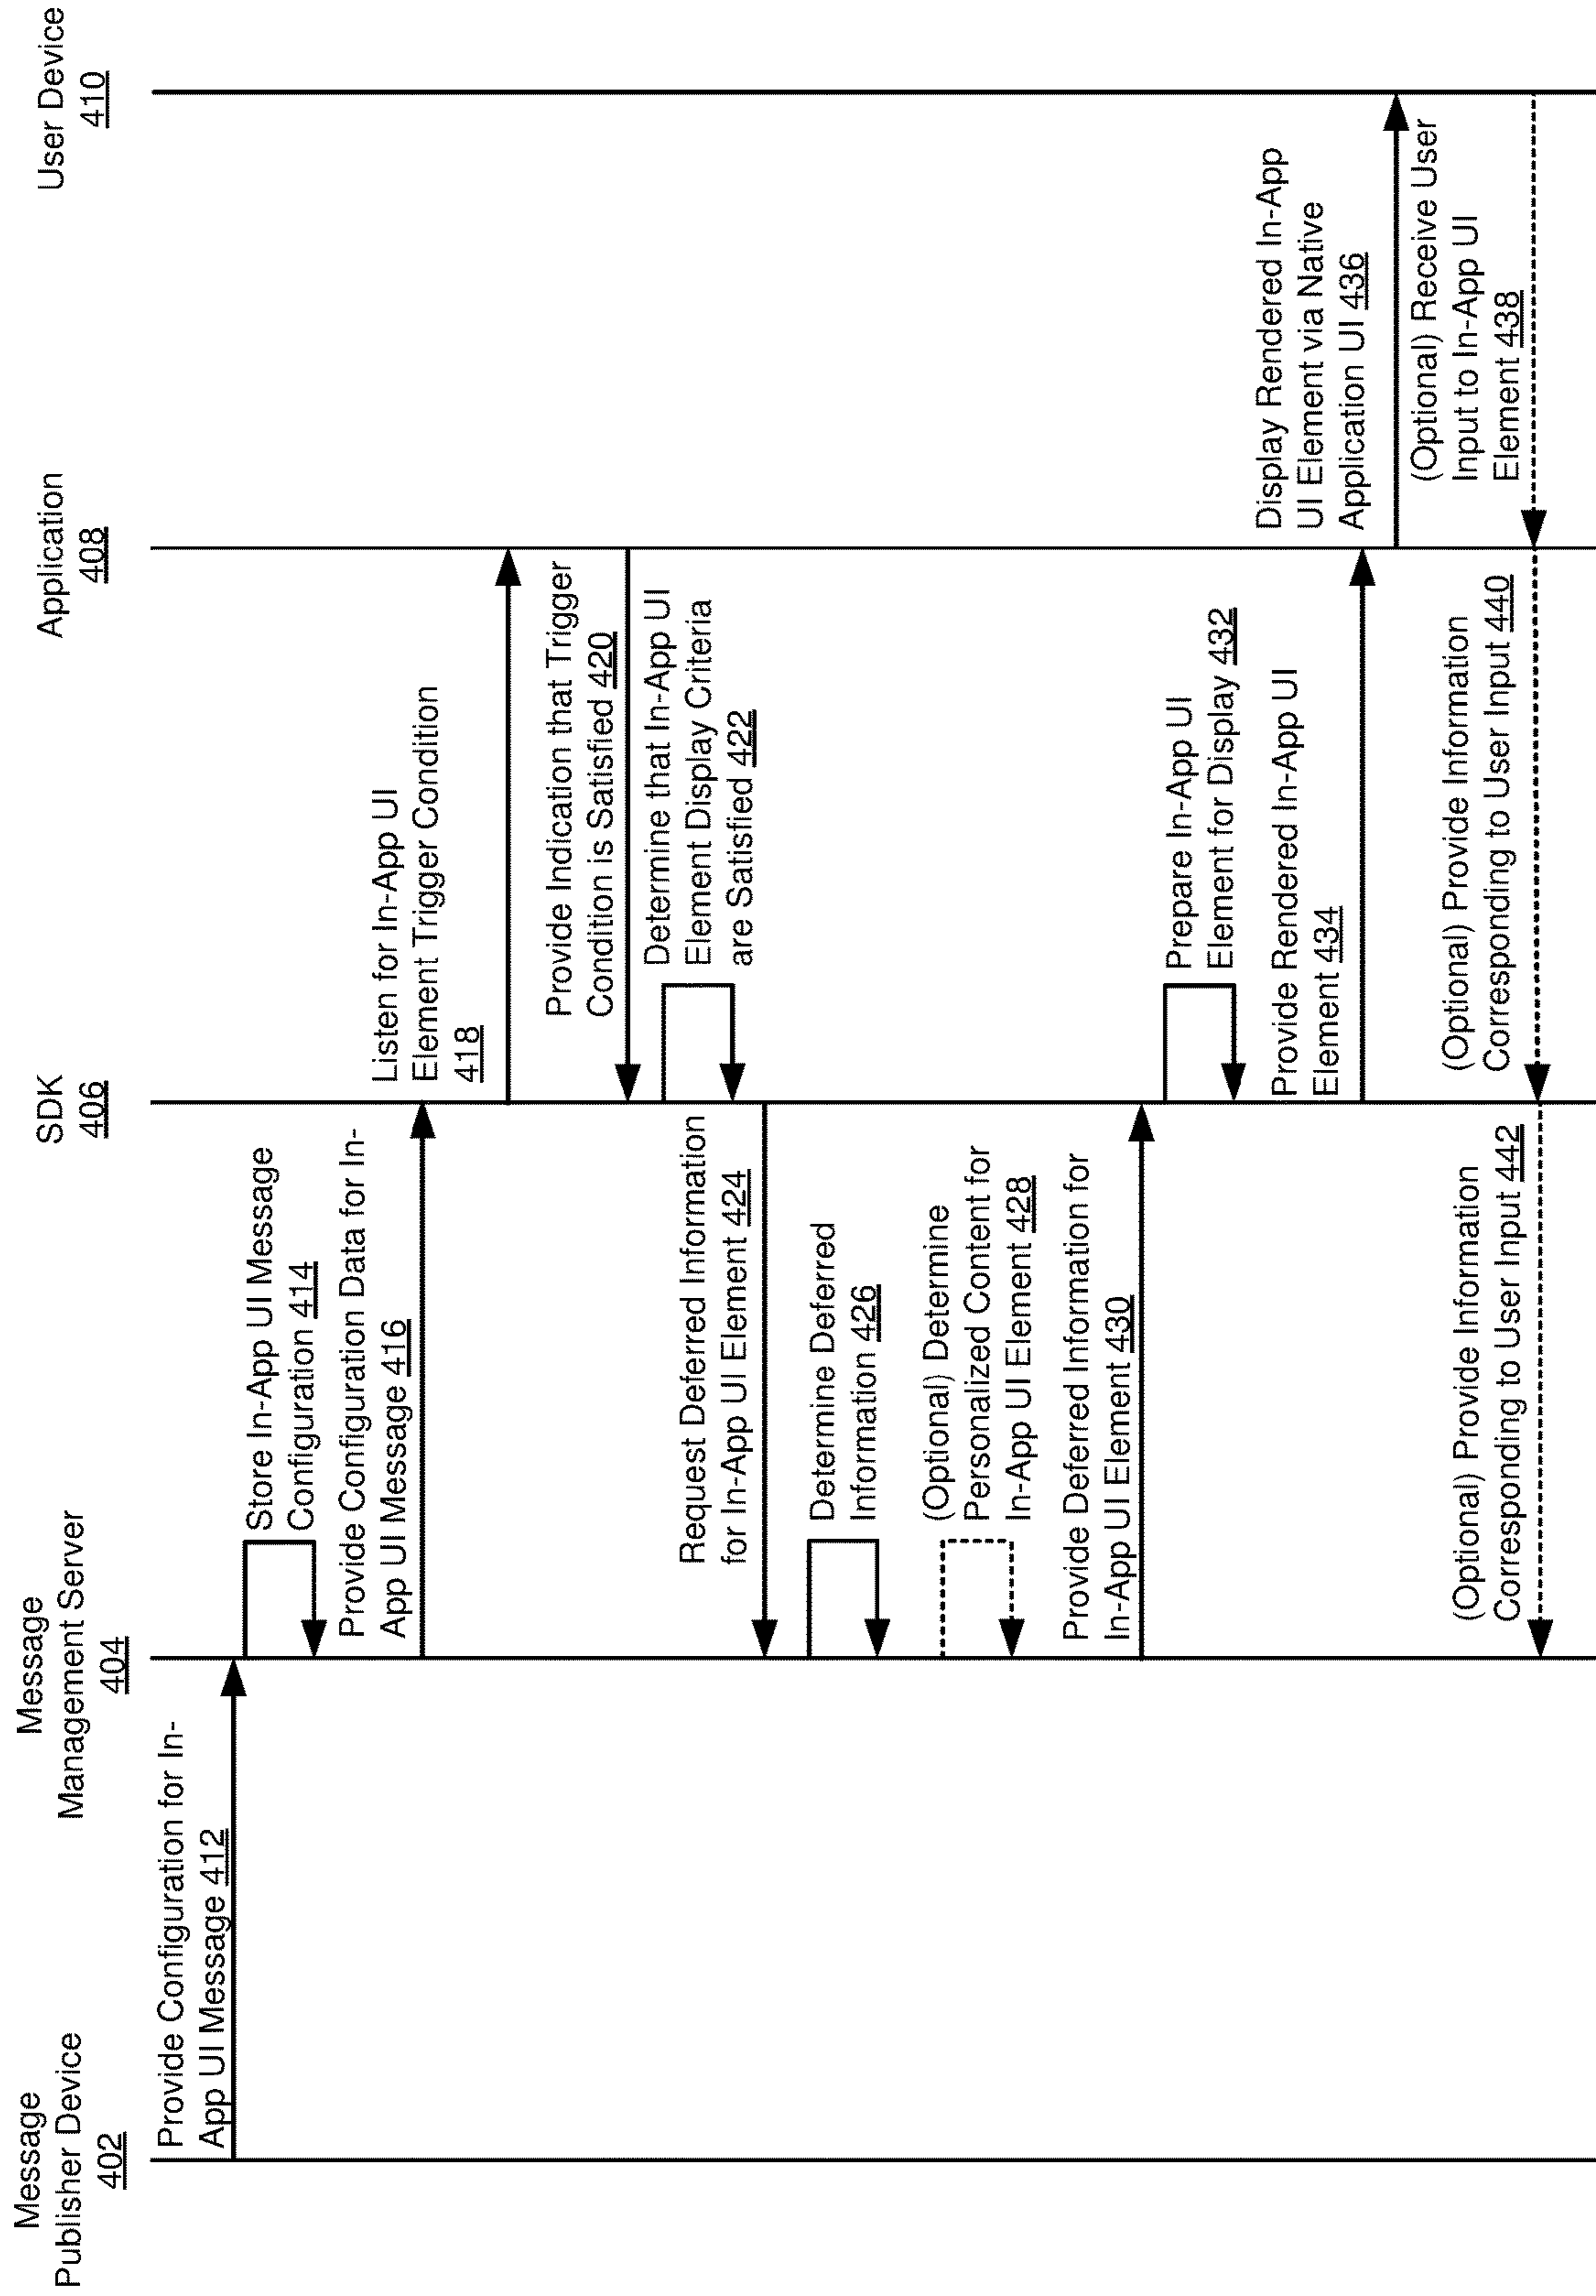 Message
Publisher Device
402
Message
Management Server
404
SDK
406
Application
408
User Device
410
Provide Configuration for In-
App UI Message 412
Store In-App UI Message
Configuration 414
Provide Configuration Data for In-
App UI Message 416
Listen for In-App UI
Element Trigger Condition
418
Provide Indication that Trigger
Condition is Satisfied 420
Determine that In-App UI
Element Display Criteria
are Satisfied 422
Request Deferred Information
for In-App UI Element 424
Determine Deferred
Information 426
(Optional) Determine
Personalized Content for
In-App UI Element 428
Provide Deferred Information for
In-App UI Element 430
Prepare In-App UI
Element for Display 432
Provide Rendered In-App UI
Element 434
Display Rendered In-App
UI Element via Native
Application UI 436
(Optional) Receive User
Input to In-App UI
Element 438
(Optional) Provide Information
Corresponding to User Input 440
(Optional) Provide Information
Corresponding to User Input 442